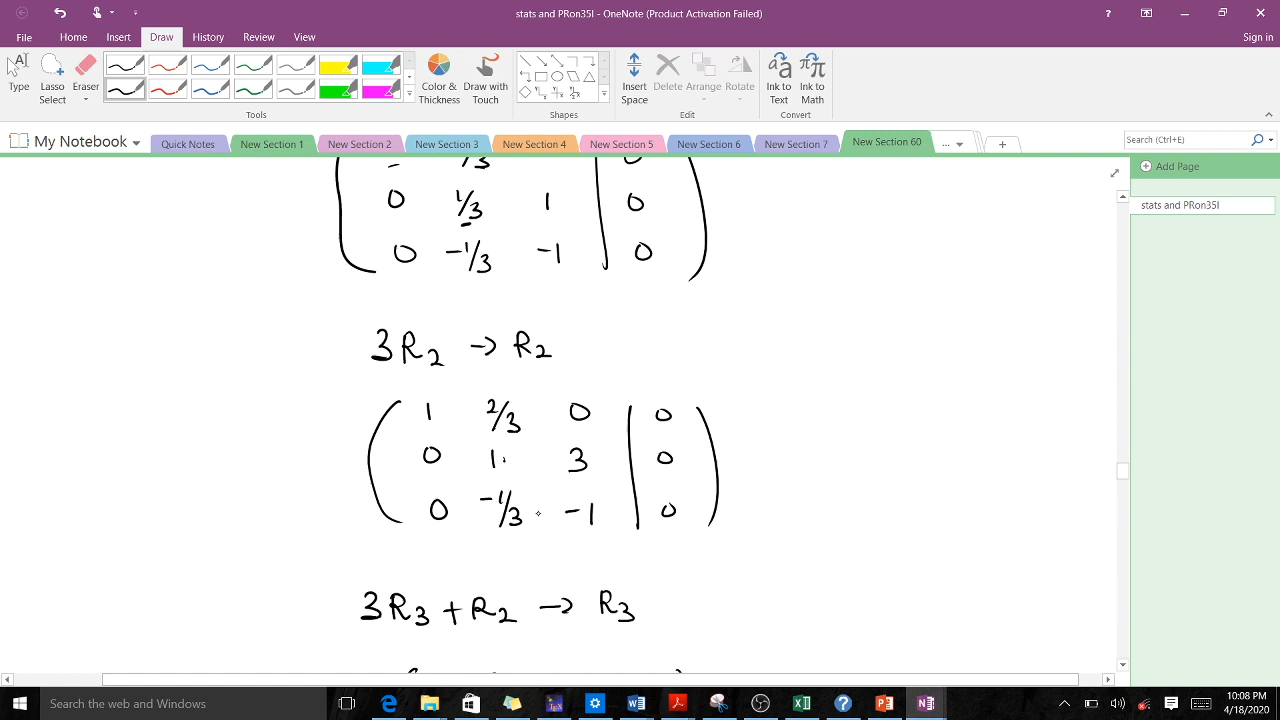 stats and PRon35l - OneNote (Product Activation Failed)
File Home Insert Draw History Review View Sign in
Type Lasso Select Eraser Color & Thickness Draw with Touch Insert Space Delete Arrange Rotate Ink to Text Ink to Math
Tools Shapes Edit Convert
My Notebook Quick Notes New Section 1 New Section 2 New Section 3 New Section 4 New Section 5 New Section 6 New Section 7 New Section 60 ... Search (Ctrl+E)
Add Page
stats and PRon35l
0 1/3 1 | 0
0 -1/3 -1 | 0
3R2 → R2
1 2/3 0 | 0
0 1 3 | 0
0 -1/3 -1 | 0
3R3 + R2 → R3
Search the web and Windows
10:08 PM
4/18/2020